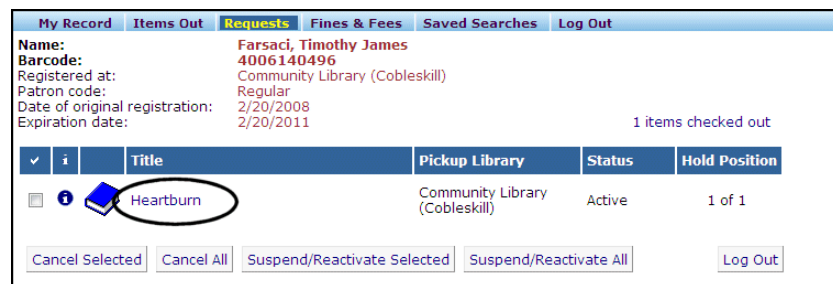 My Record Items Out Requests Fines & Fees Saved Searches Log Out
Name: Farsaci, Timothy James
Barcode: 4006140496
Registered at: Community Library (Cobleskill)
Patron code: Regular
Date of original registration: 2/20/2008
Expiration date: 2/20/2011 1 items checked out
Title Pickup Library Status Hold Position
Heartburn Community Library (Cobleskill) Active 1 of 1
Cancel Selected Cancel All Suspend/Reactivate Selected Suspend/Reactivate All Log Out